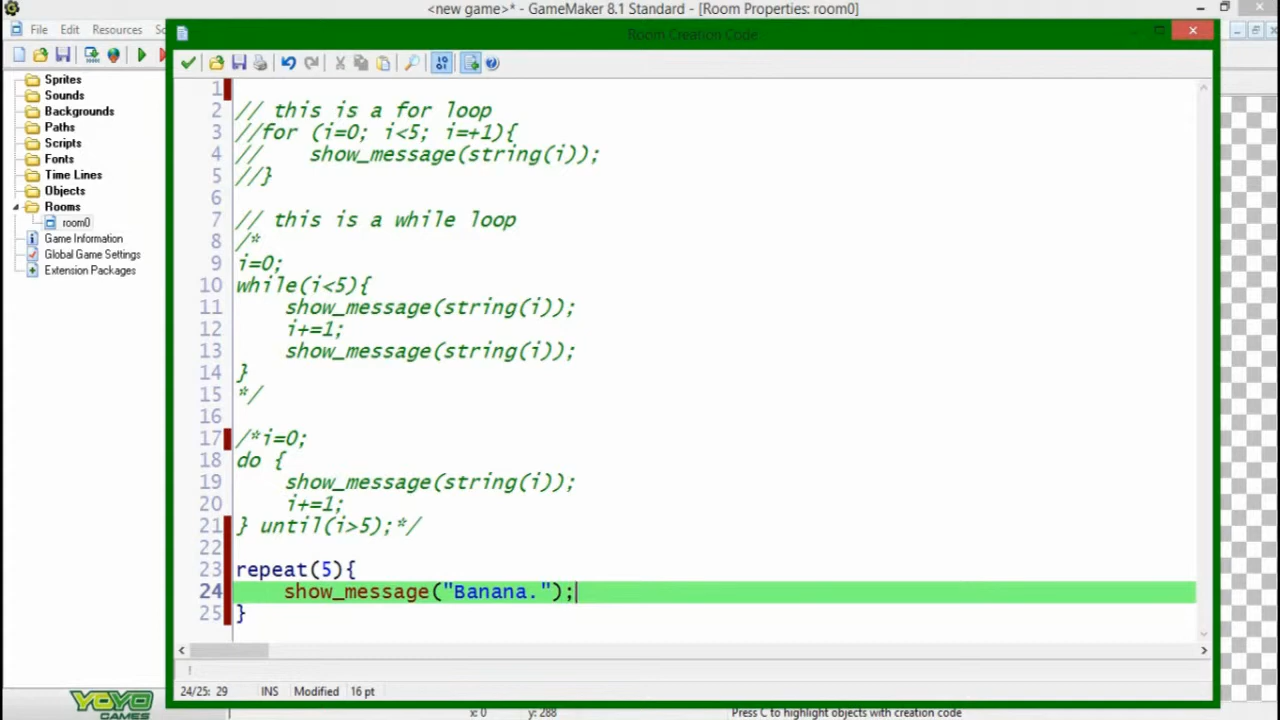 <new game>* - GameMaker 8.1 Standard - [Room Properties: room0]
File Edit Resources
Room Creation Code
Sprites
Sounds
Backgrounds
Paths
Scripts
Fonts
Time Lines
Objects
Rooms
room0
Game Information
Global Game Settings
Extension Packages
1
2 // this is a for loop
3 //for (i=0; i<5; i=+1){
4 //    show_message(string(i));
5 //}
6
7 // this is a while loop
8 /*
9 i=0;
10 while(i<5){
11     show_message(string(i));
12     i+=1;
13     show_message(string(i));
14 }
15 */
16
17 /*i=0;
18 do {
19     show_message(string(i));
20     i+=1;
21 } until(i>5);*/
22
23 repeat(5){
24     show_message("Banana.");
25 }
24/25: 29 INS Modified 16 pt
YOYO
GAMES
x: 0 y: 288 Press C to highlight objects with creation code